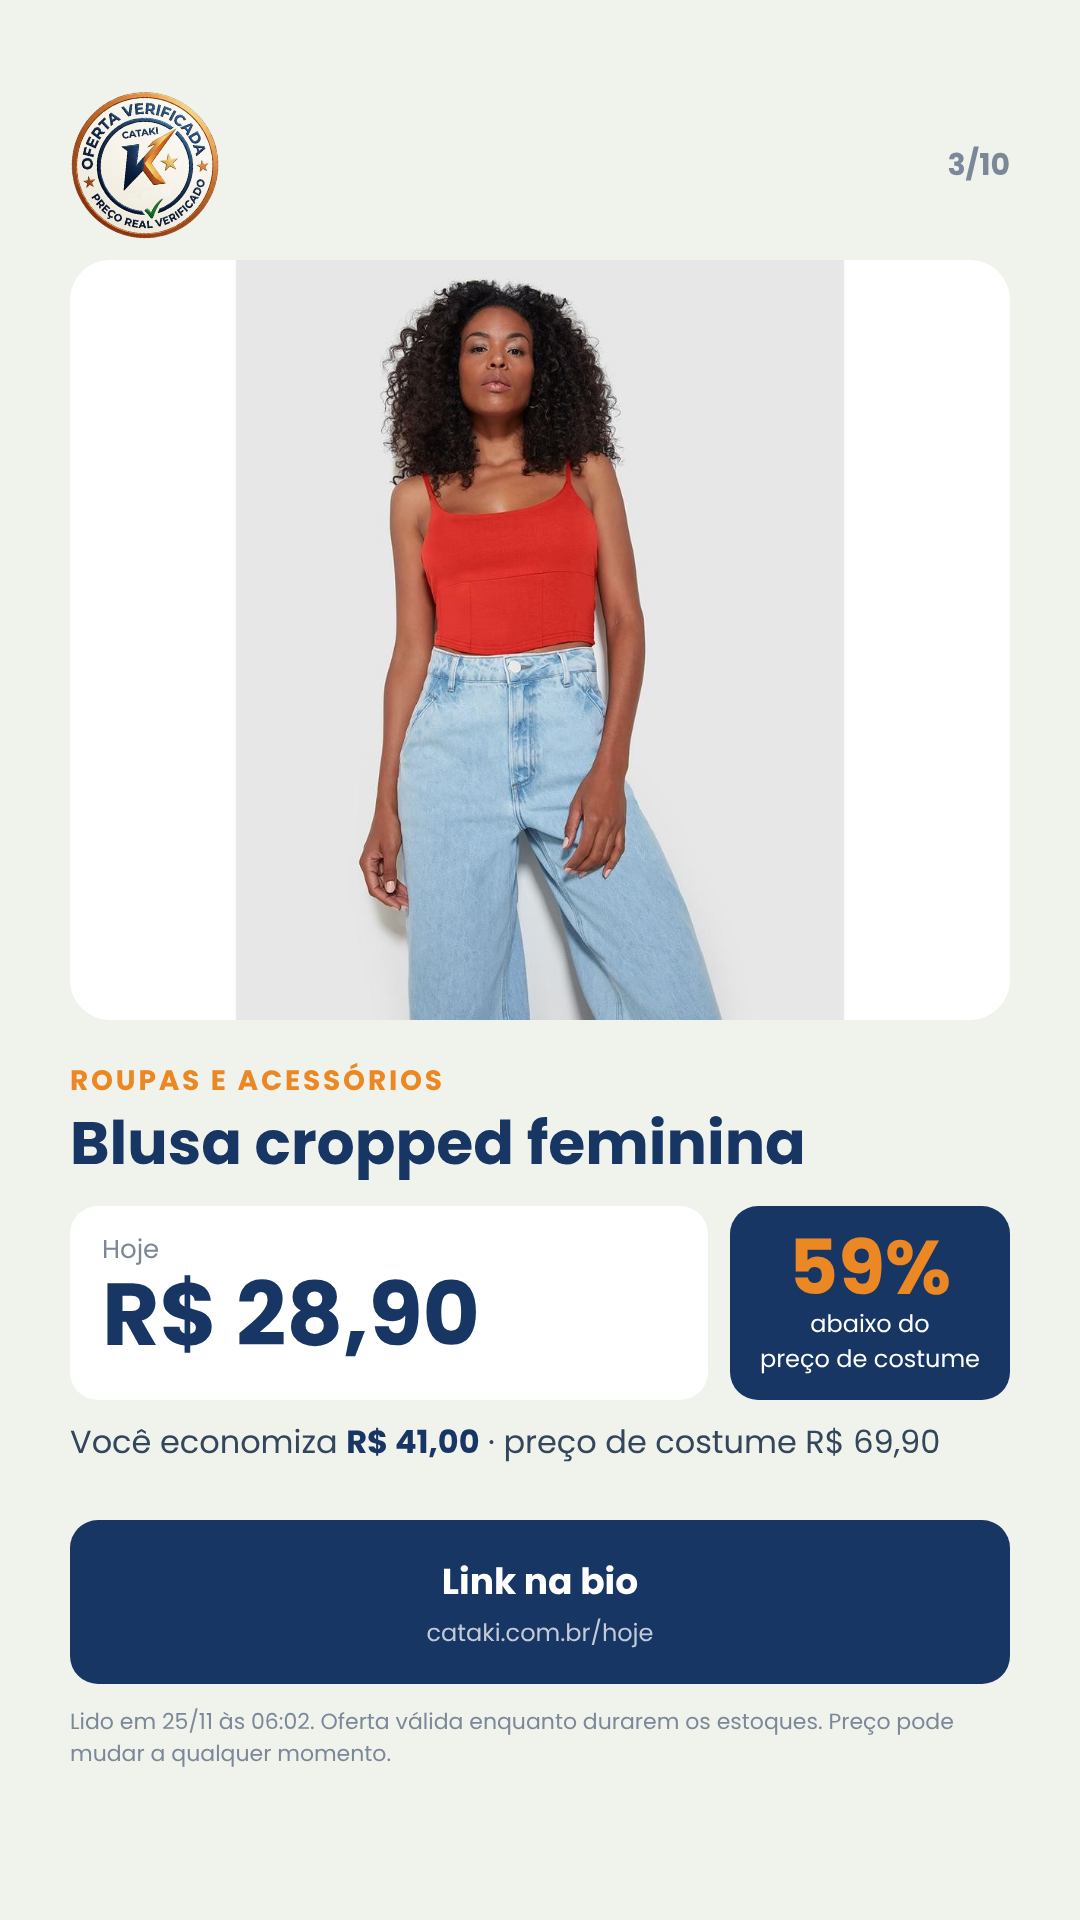 OFERTA VERIFICADA
CATAKI
K
PREÇO REAL VERIFICADO
3/10
ROUPAS E ACESSÓRIOS
Blusa cropped feminina
Hoje
R$ 28,90
59%
abaixo do
preço de costume
Você economiza R$ 41,00 · preço de costume R$ 69,90
Link na bio
cataki.com.br/hoje
Lido em 25/11 às 06:02. Oferta válida enquanto durarem os estoques. Preço pode
mudar a qualquer momento.